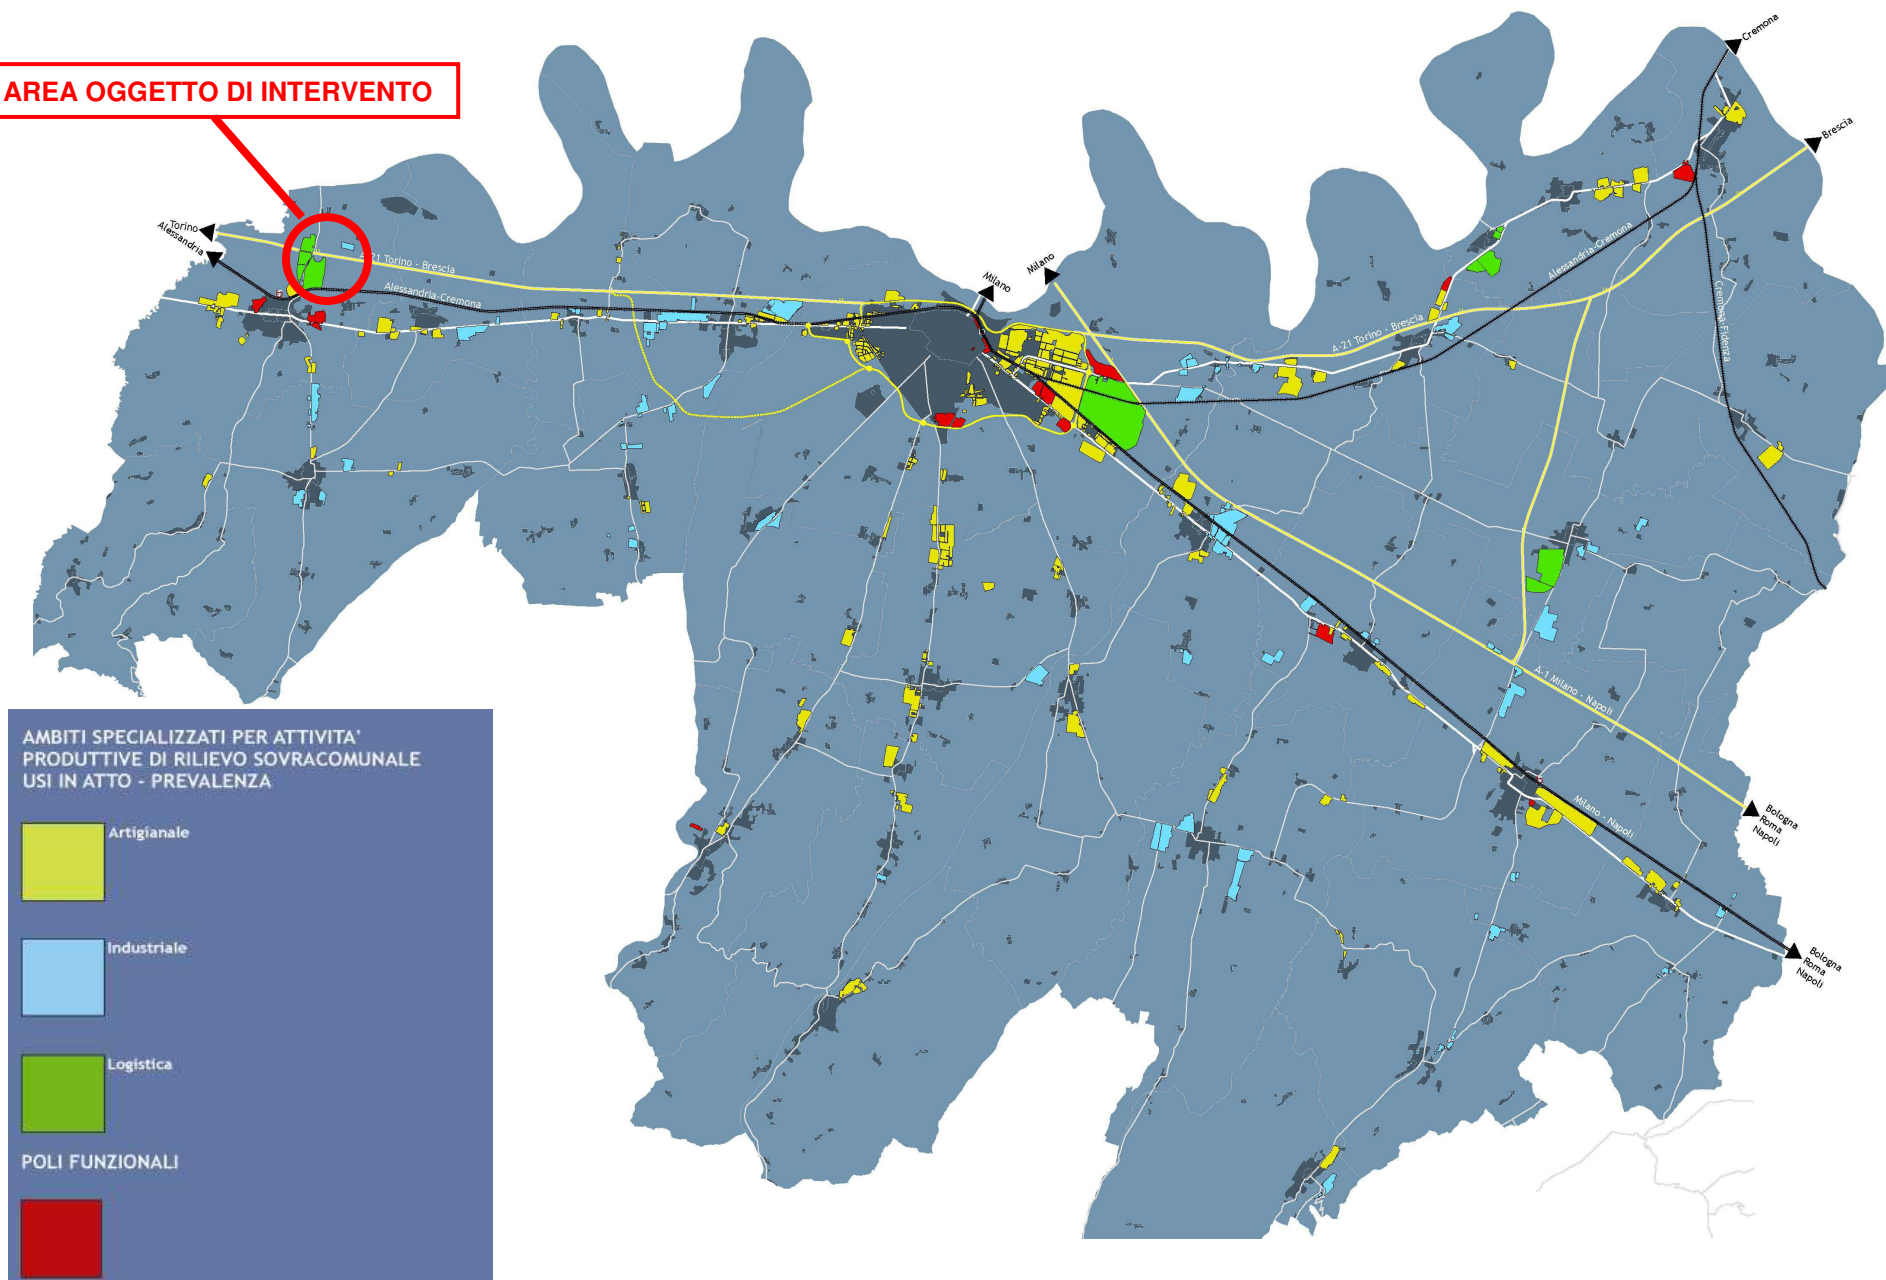 AREA OGGETTO DI INTERVENTO
Cremona
Brescia
Torino
Alessandria
A-21 Torino - Brescia
Alessandria-Cremona
Milano
Milano
A-21 Torino - Brescia
Alessandria-Cremona
Cremona-Fidenza
A-1 Milano - Napoli
Milano - Napoli
Bologna
Roma
Napoli
Bologna
Roma
Napoli
AMBITI SPECIALIZZATI PER ATTIVITA'
PRODUTTIVE DI RILIEVO SOVRACOMUNALE
USI IN ATTO - PREVALENZA
Artigianale
Industriale
Logistica
POLI FUNZIONALI